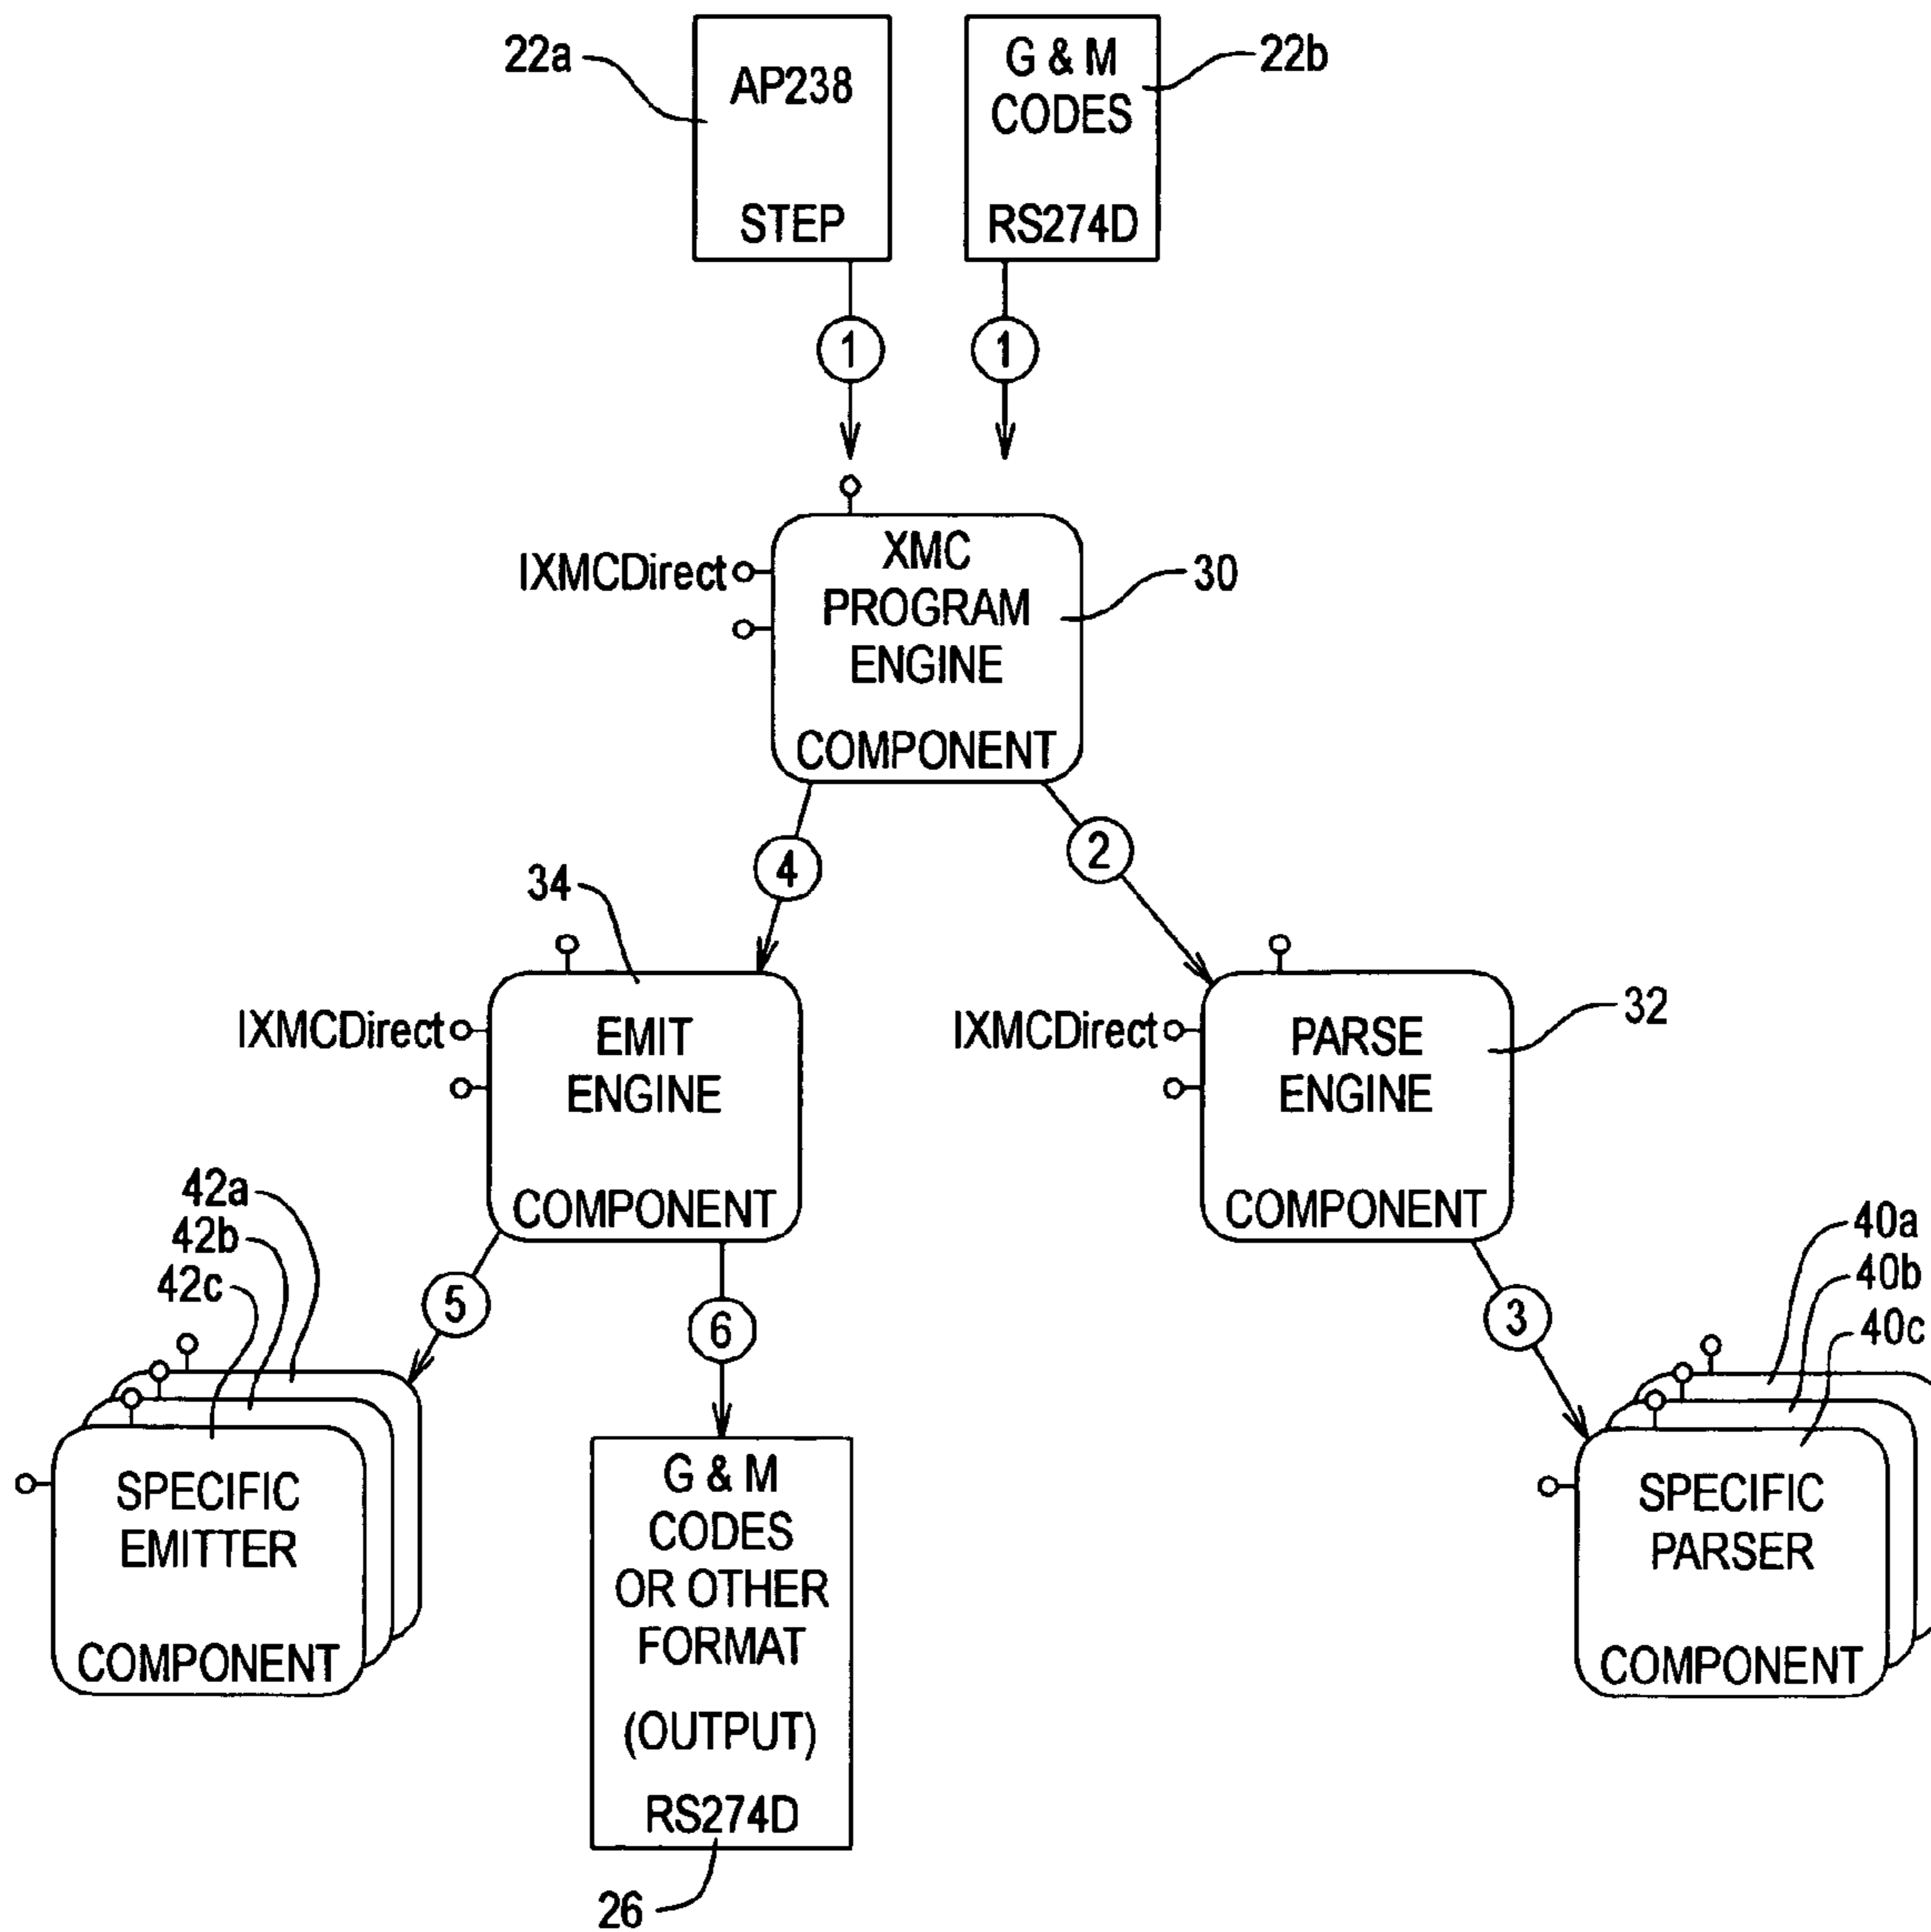 22a
AP238
STEP
G & M
CODES
RS274D
22b
1
1
IXMCDirect
XMC
PROGRAM
ENGINE
COMPONENT
30
4
2
34
IXMCDirect
EMIT
ENGINE
COMPONENT
IXMCDirect
PARSE
ENGINE
COMPONENT
32
42a
42b
42c
5
6
3
40a
40b
40c
SPECIFIC
EMITTER
COMPONENT
G & M
CODES
OR OTHER
FORMAT
(OUTPUT)
RS274D
26
SPECIFIC
PARSER
COMPONENT